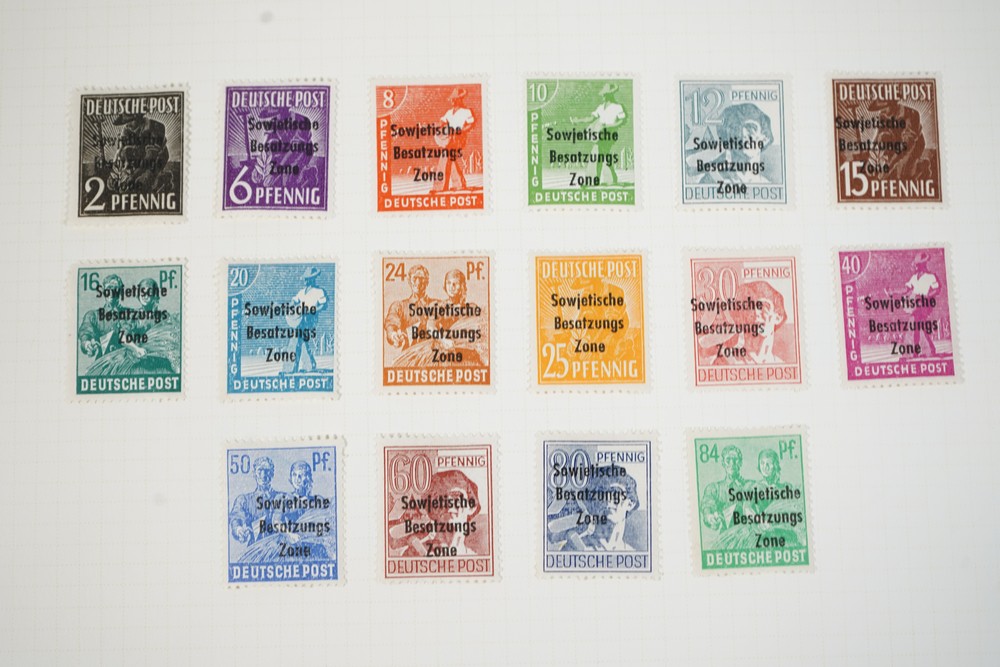 DEUTSCHE POST
Sowjetische
Besatzungs
Zone
2 PFENNIG
DEUTSCHE POST
Sowjetische
Besatzungs
Zone
6 PFENNIG
8
PFENNIG
Sowjetische
Besatzungs
Zone
DEUTSCHE POST
10
PFENNIG
Sowjetische
Besatzungs
Zone
DEUTSCHE POST
12 PFENNIG
Sowjetische
Besatzungs
Zone
DEUTSCHE POST
DEUTSCHE POST
Sowjetische
Besatzungs
Zone
15 PFENNIG
16 Pf.
Sowjetische
Besatzungs
Zone
DEUTSCHE POST
20
PFENNIG
Sowjetische
Besatzungs
Zone
DEUTSCHE POST
24 Pf.
Sowjetische
Besatzungs
Zone
DEUTSCHE POST
DEUTSCHE POST
Sowjetische
Besatzungs
Zone
25 PFENNIG
30 PFENNIG
Sowjetische
Besatzungs
Zone
DEUTSCHE POST
40
PFENNIG
Sowjetische
Besatzungs
Zone
DEUTSCHE POST
50 Pf.
Sowjetische
Besatzungs
Zone
DEUTSCHE POST
60 PFENNIG
Sowjetische
Besatzungs
Zone
DEUTSCHE POST
80 PFENNIG
Sowjetische
Besatzungs
Zone
DEUTSCHE POST
84 Pf.
Sowjetische
Besatzungs
Zone
DEUTSCHE POST